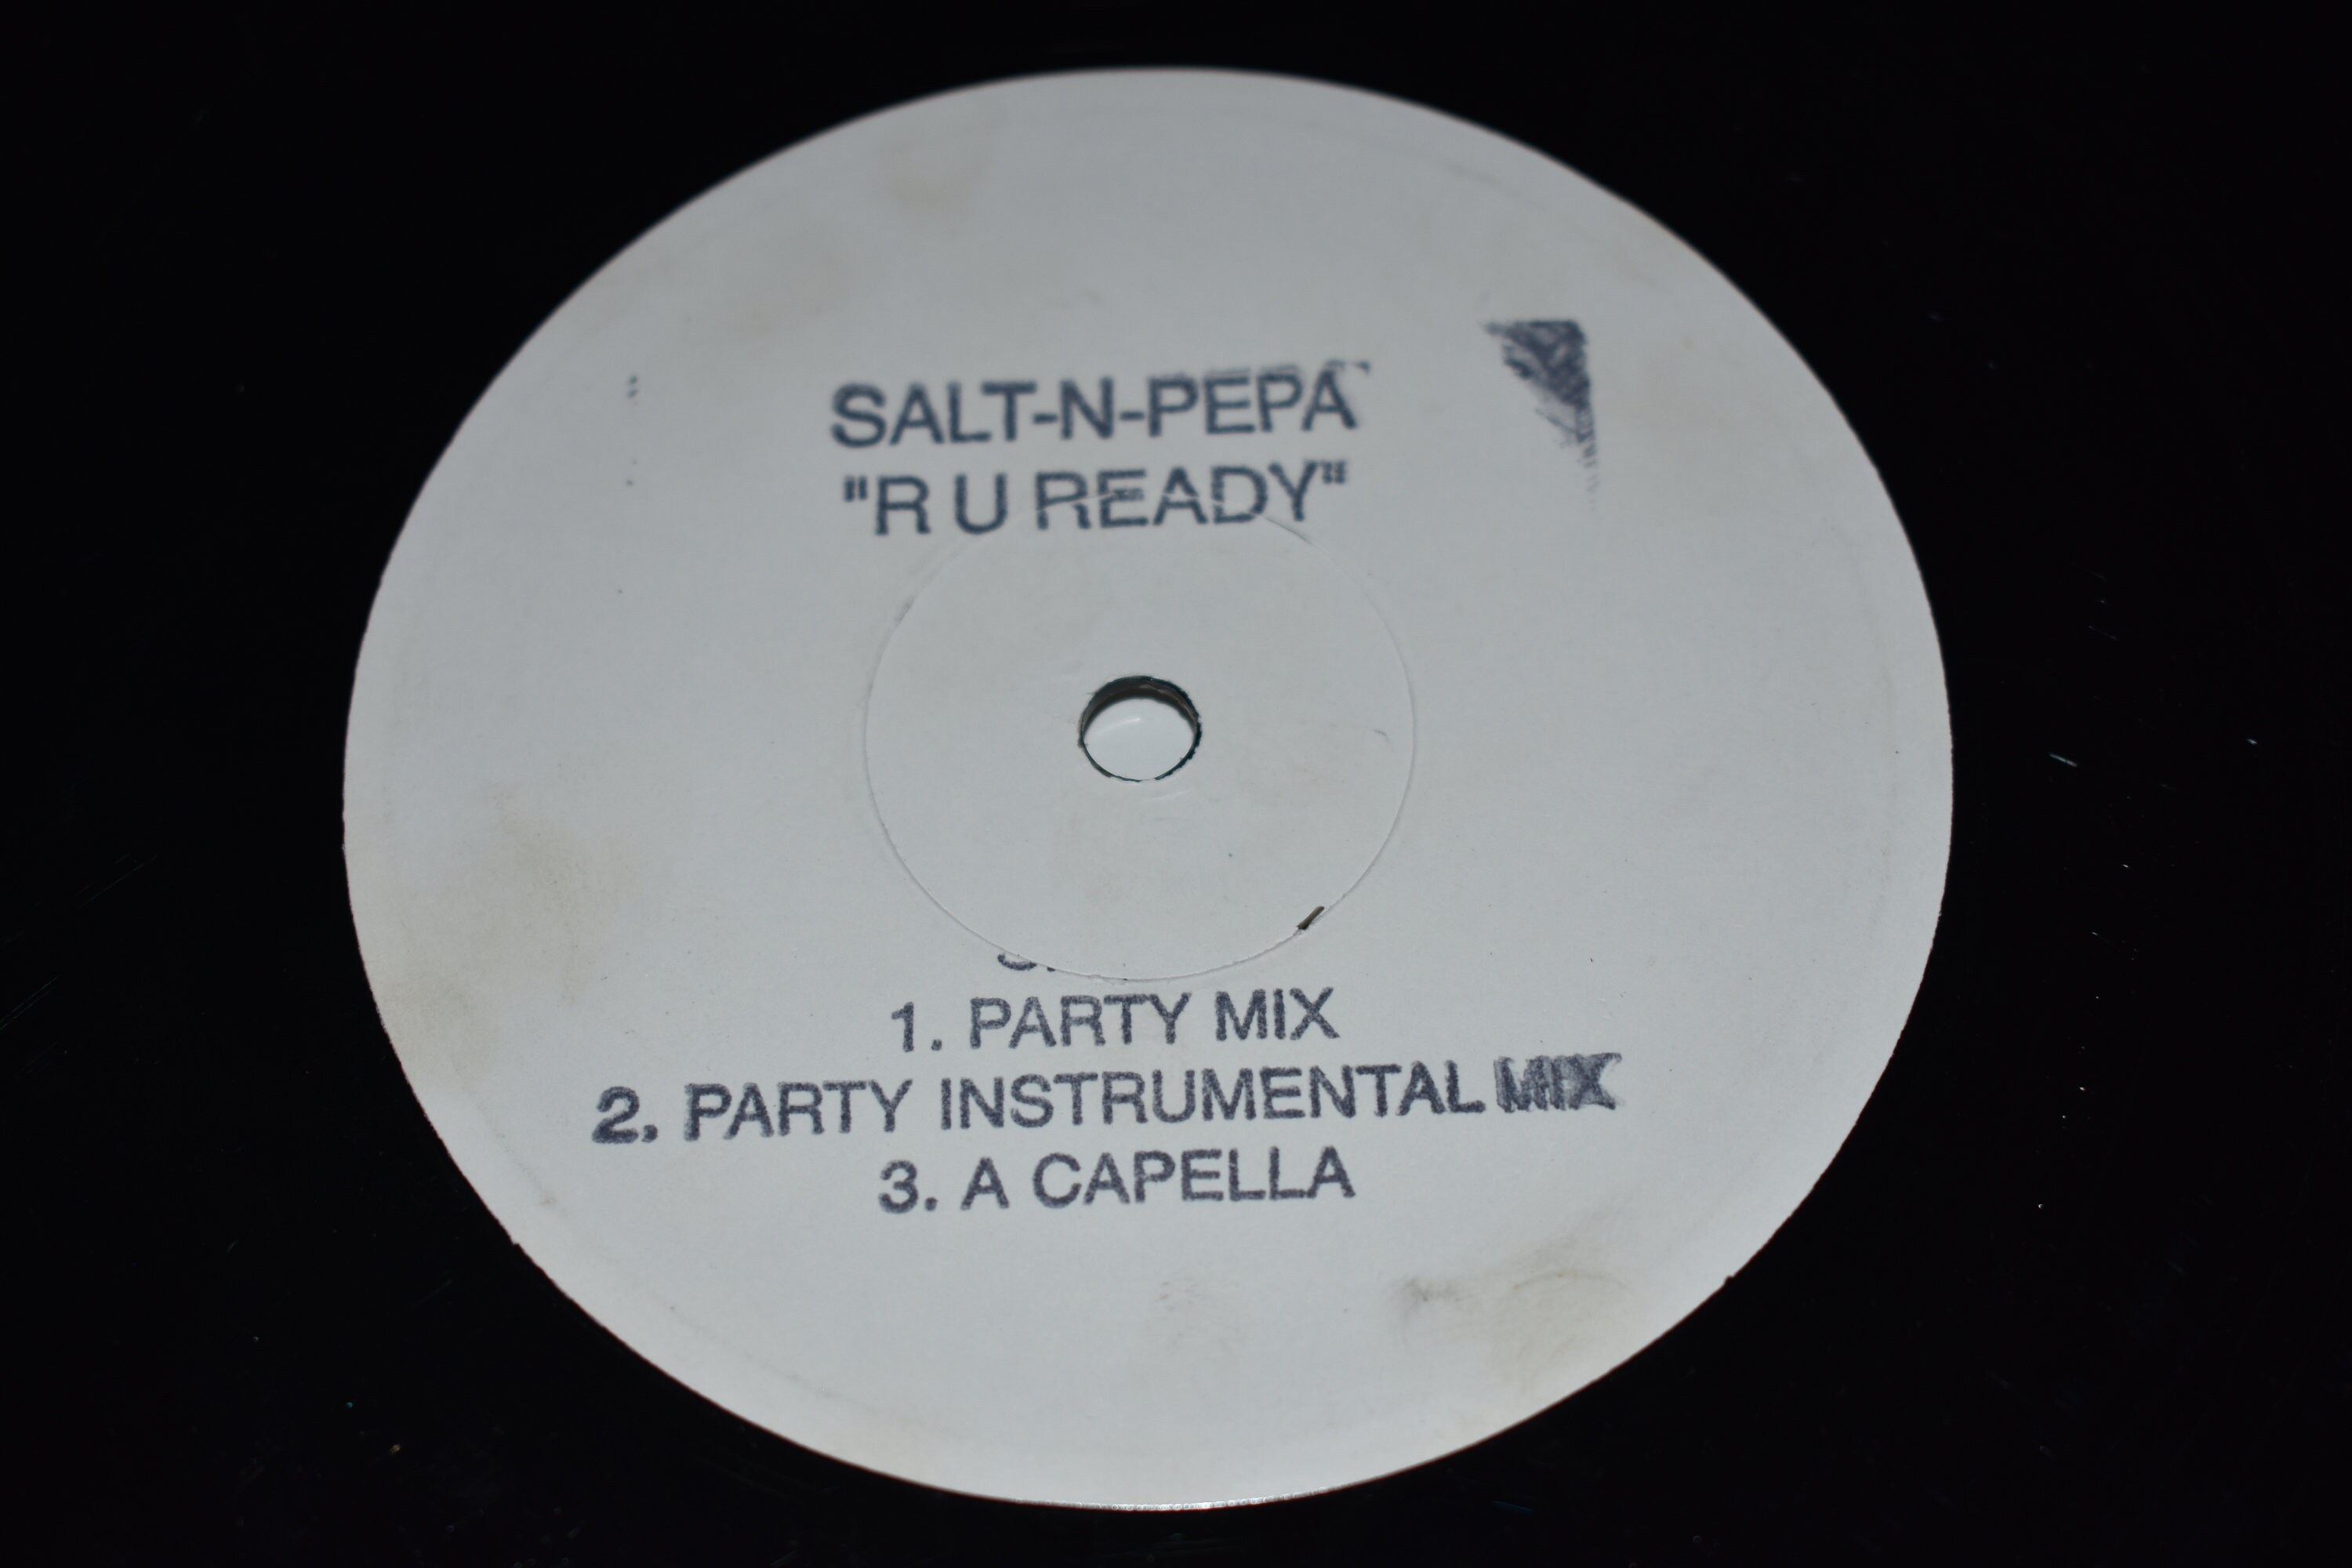 SALT-N-PEPA
"R U READY"
1. PARTY MIX
2. PARTY INSTRUMENTAL MIX
3. A CAPELLA